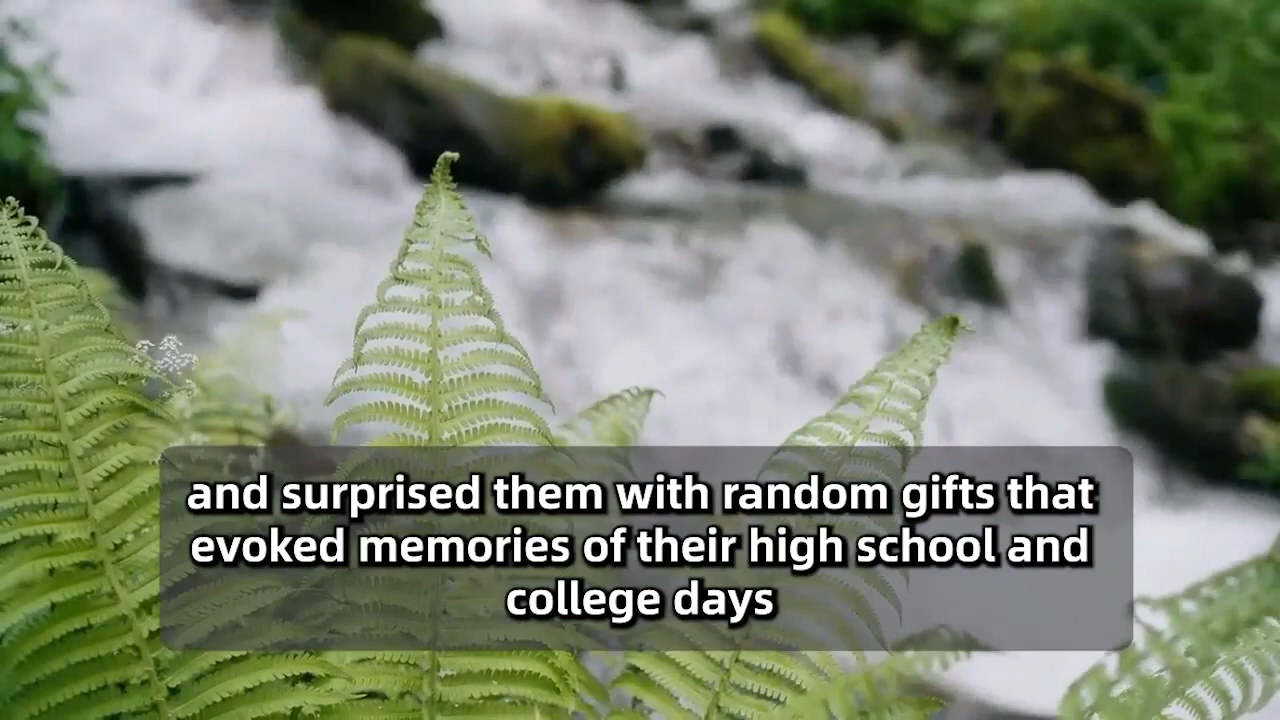 and surprised them with random gifts that
evoked memories of their high school and
college days